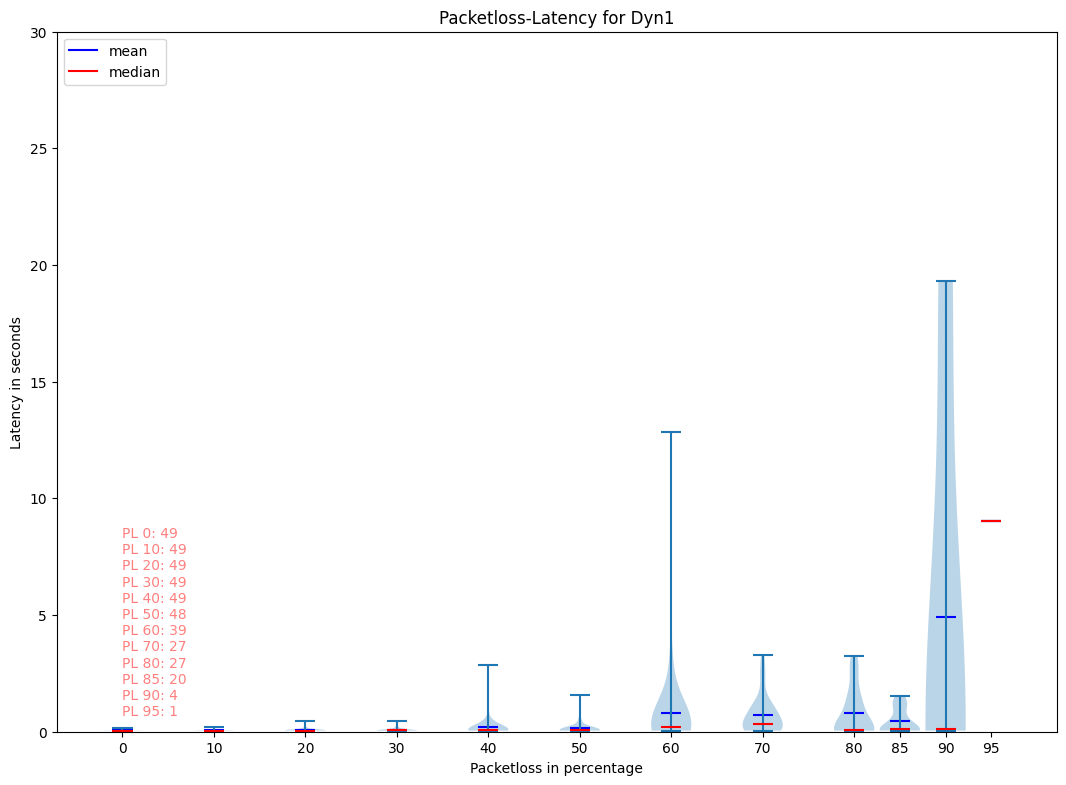 Packetloss-Latency for Dyn1
mean
median
30
25
20
15
10
5
0
Latency in seconds
PL 0: 49
PL 10: 49
PL 20: 49
PL 30: 49
PL 40: 49
PL 50: 48
PL 60: 39
PL 70: 27
PL 80: 27
PL 85: 20
PL 90: 4
PL 95: 1
0 10 20 30 40 50 60 70 80 85 90 95
Packetloss in percentage